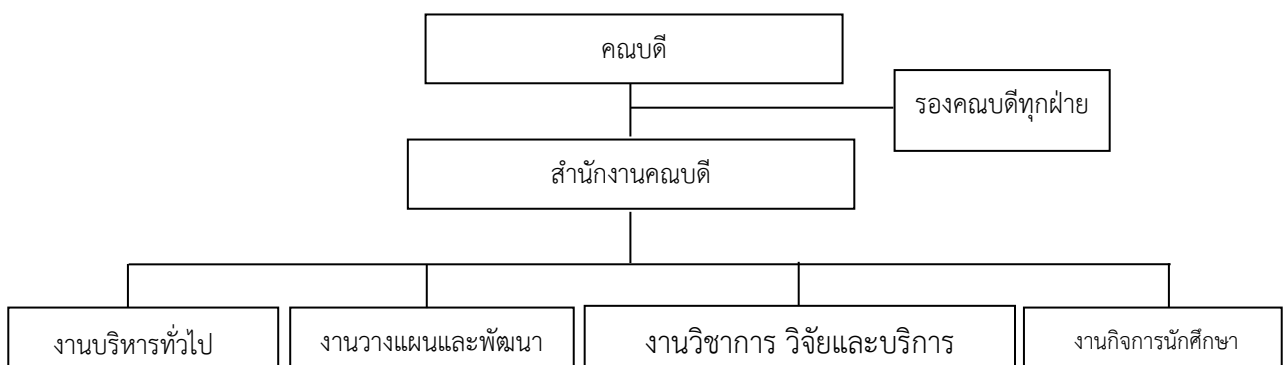 คณบดี
รองคณบดีทุกฝ่าย
สำนักงานคณบดี
งานบริหารทั่วไป
งานวางแผนและพัฒนา
งานวิชาการ วิจัยและบริการ
งานกิจการนักศึกษา